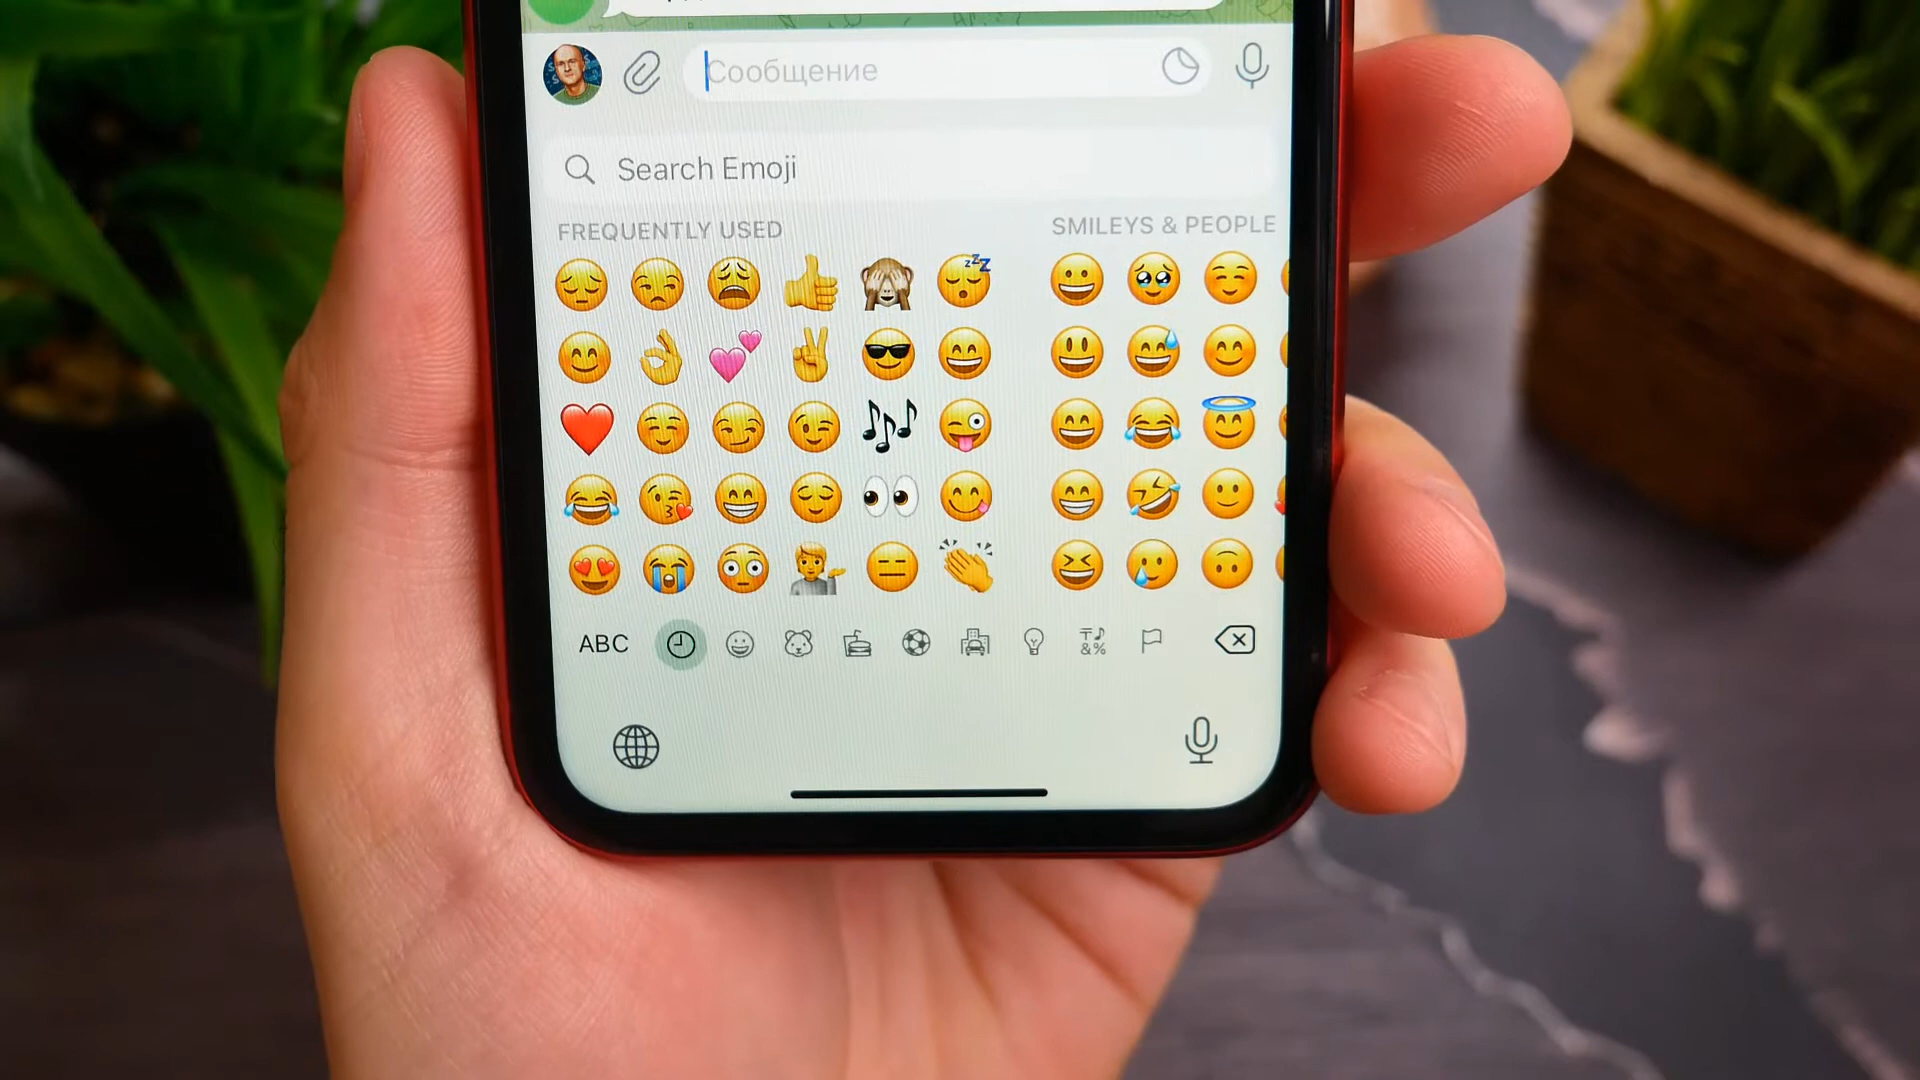 Сообщение
Search Emoji
FREQUENTLY USED
SMILEYS & PEOPLE
ABC